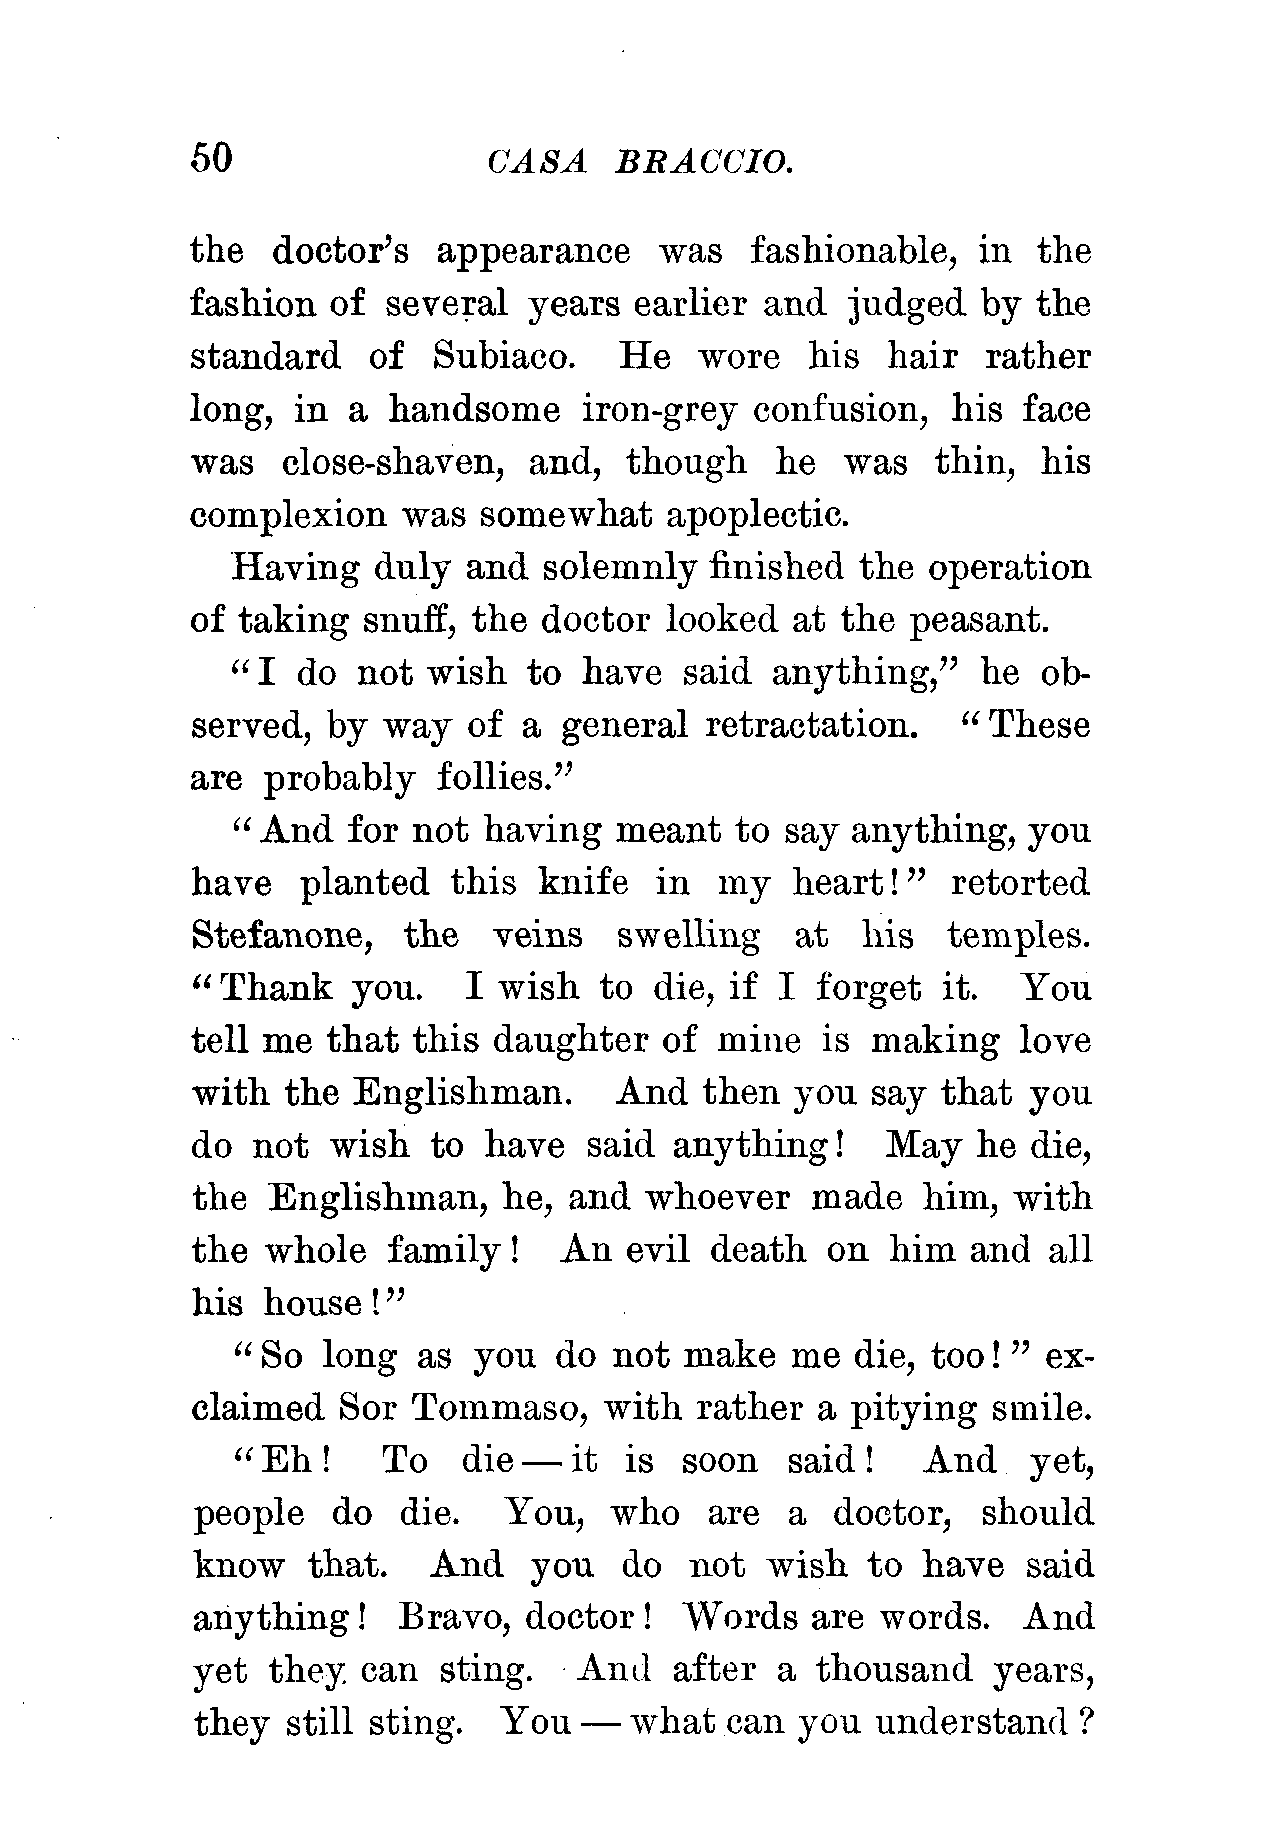 50 CASA BRACCIO.
the doctor's appearance was fashionable, in the
fashion of several years earlier and judged by the
standard of Subiaco. He wore his hair rather
long, in a handsome iron-grey confusion, his face
was close-shaven, and, though he was thin, his
complexion was somewhat apoplectic.
Having duly and solemnly finished the operation
of taking snuff, the doctor looked at the peasant.
"I do not wish to have said anything," he ob-
served, by way of a general retractation. "These
are probably follies."
"And for not having meant to say anything, you
have planted this knife in my heart!" retorted
Stefanone, the veins swelling at his temples.
"Thank you. I wish to die, if I forget it. You
tell me that this daughter of mine is making love
with the Englishman. And then you say that you
do not wish to have said anything! May he die,
the Englishman, he, and whoever made him, with
the whole family! An evil death on him and all
his house!"
"So long as you do not make me die, too!" ex-
claimed Sor Tommaso, with rather a pitying smile.
"Eh! To die — it is soon said! And yet,
people do die. You, who are a doctor, should
know that. And you do not wish to have said
anything! Bravo, doctor! Words are words. And
yet they can sting. And after a thousand years,
they still sting. You — what can you understand?